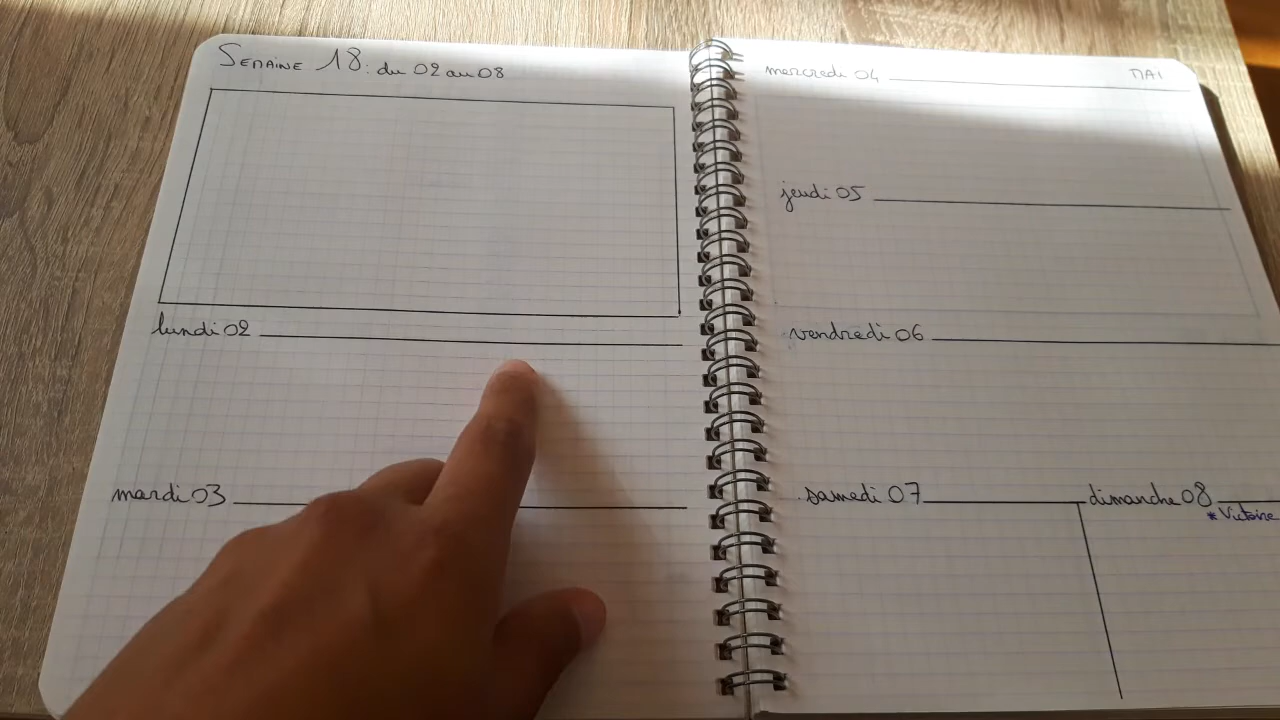 SEMAINE 18 : du 02 au 08
lundi 02
mardi 03
mercredi 04
MAI
jeudi 05
vendredi 06
samedi 07
dimanche 08
* Victoire